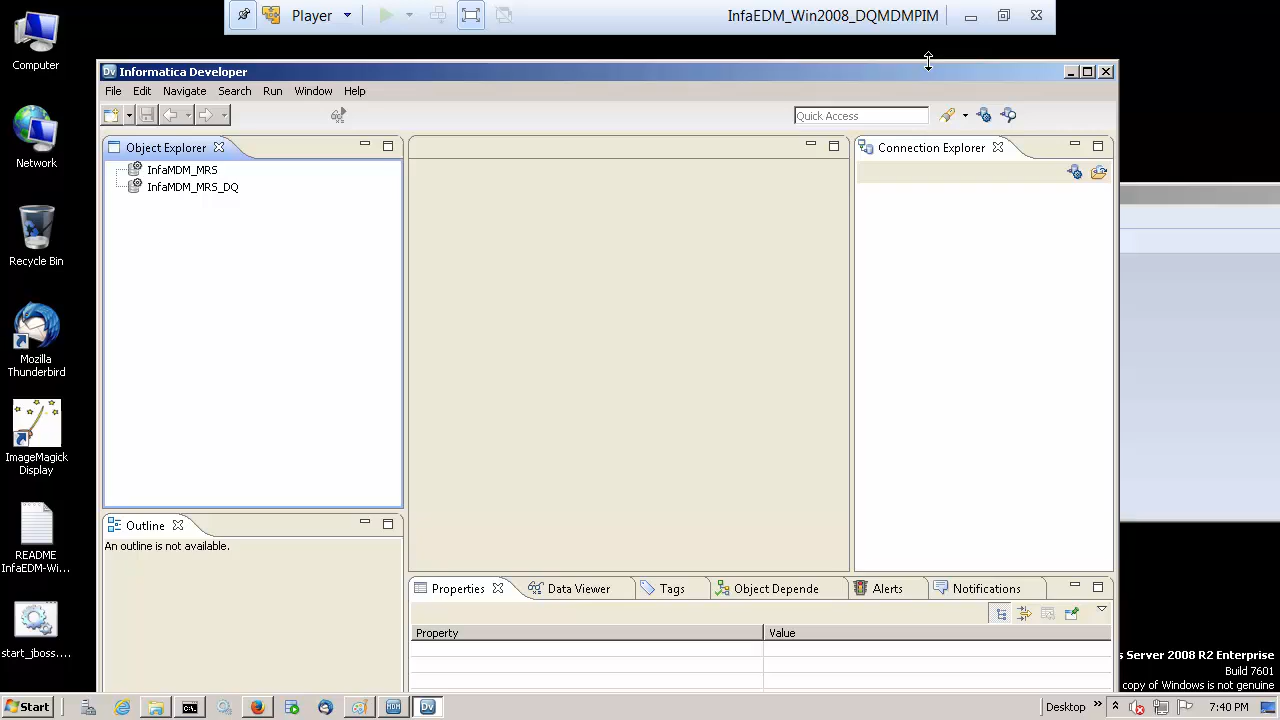 Player
InfaEDM_Win2008_DQMDMPIM
Computer
Network
Recycle Bin
Mozilla
Thunderbird
ImageMagick
Display
README
InfaEDM-Wi...
start_jboss....
Dv Informatica Developer
File Edit Navigate Search Run Window Help
Quick Access
Object Explorer
InfaMDM_MRS
InfaMDM_MRS_DQ
Connection Explorer
Outline
An outline is not available.
Properties Data Viewer Tags Object Depende Alerts Notifications
Property Value
s Server 2008 R2 Enterprise
Build 7601
copy of Windows is not genuine
Start
MDM
Dv
Desktop »
7:40 PM